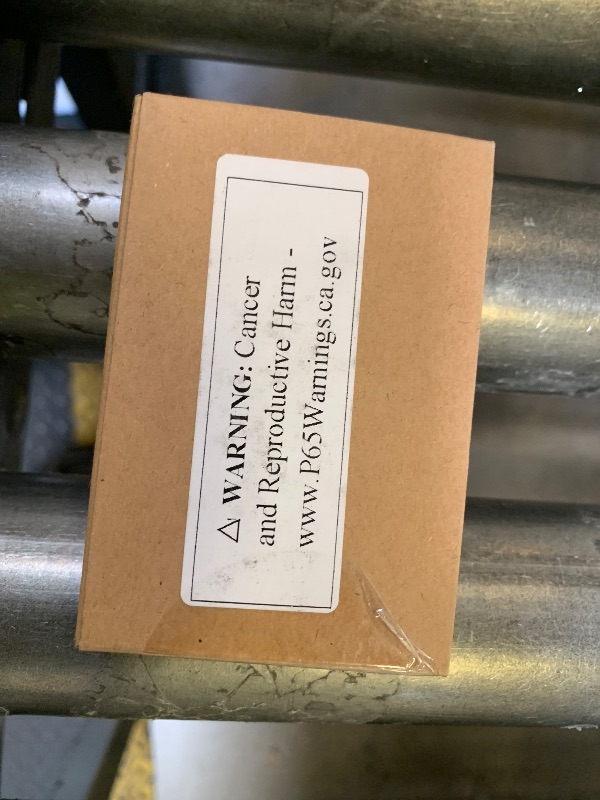 ⚠ WARNING: Cancer
and Reproductive Harm -
www.P65Warnings.ca.gov